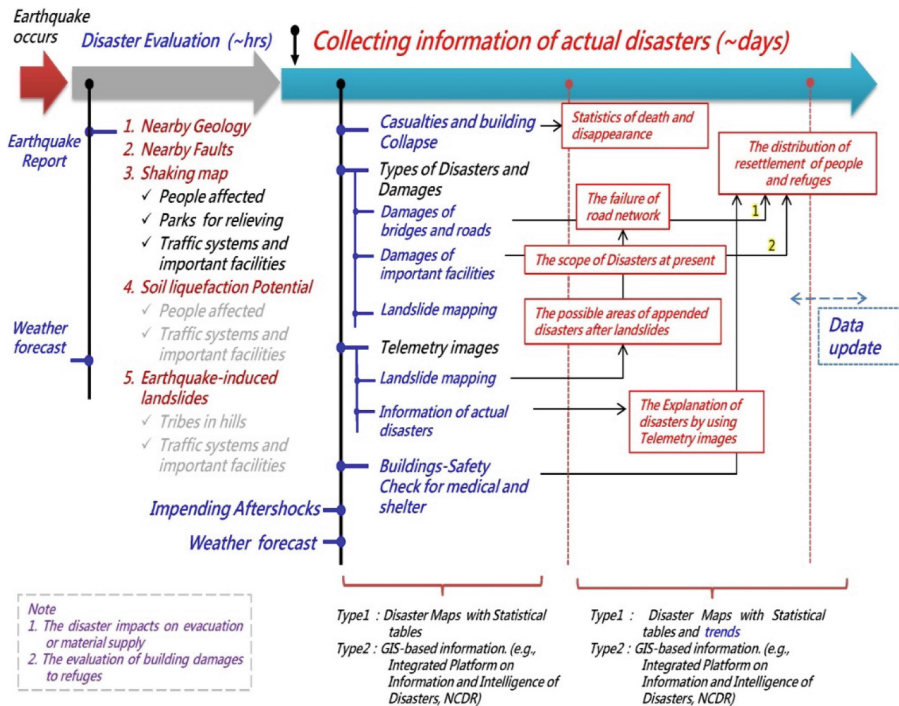 Earthquake
occurs
Disaster Evaluation (~hrs)
Collecting information of actual disasters (~days)
Earthquake
Report
Weather
forecast
1. Nearby Geology
2. Nearby Faults
3. Shaking map
✓ People affected
✓ Parks for relieving
✓ Traffic systems and
important facilities
4. Soil liquefaction Potential
✓ People affected
✓ Traffic systems and
important facilities
5. Earthquake-induced
landslides
✓ Tribes in hills
✓ Traffic systems and
important facilities
Impending Aftershocks
Weather forecast
Casualties and building
Collapse
Types of Disasters and
Damages
Damages of
bridges and roads
Damages of
important facilities
Landslide mapping
Telemetry images
Landslide mapping
Information of actual
disasters
Buildings-Safety
Check for medical and
shelter
Statistics of death and
disappearance
The failure of
road network
The scope of Disasters at present
The possible areas of appended
disasters after landslides
The Explanation of
disasters by using
Telemetry images
The distribution of
resettlement of people
and refuges
1
2
Data
update
Note
1. The disaster impacts on evacuation
or material supply
2. The evaluation of building damages
to refuges
Type1 : Disaster Maps with Statistical
tables
Type2 : GIS-based information. (e.g.,
Integrated Platform on
Information and Intelligence of
Disasters, NCDR)
Type1 : Disaster Maps with Statistical
tables and trends
Type2 : GIS-based information. (e.g.,
Integrated Platform on
Information and Intelligence of
Disasters, NCDR)